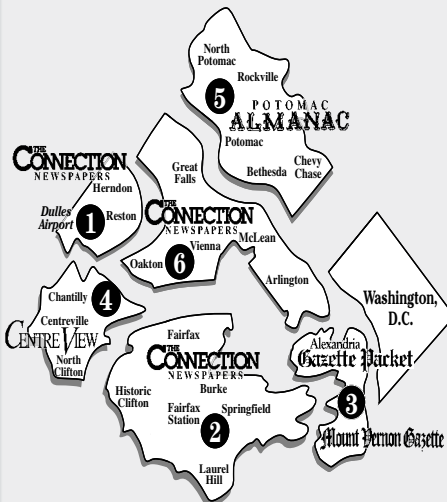 North
Potomac
Rockville
5
POTOMAC
ALMANAC
Potomac
Bethesda
Chevy
Chase
THE
CONNECTION
NEWSPAPERS
Herndon
Dulles
Airport
1
Reston
Great
Falls
THE
CONNECTION
NEWSPAPERS
Vienna
McLean
Oakton
6
Arlington
Chantilly
4
Centreville
CENTRE VIEW
North
Clifton
Washington,
D.C.
Fairfax
THE
CONNECTION
NEWSPAPERS
Burke
Historic
Clifton
Fairfax
Station
2
Springfield
Laurel
Hill
Alexandria
Gazette Packet
3
Mount Vernon Gazette